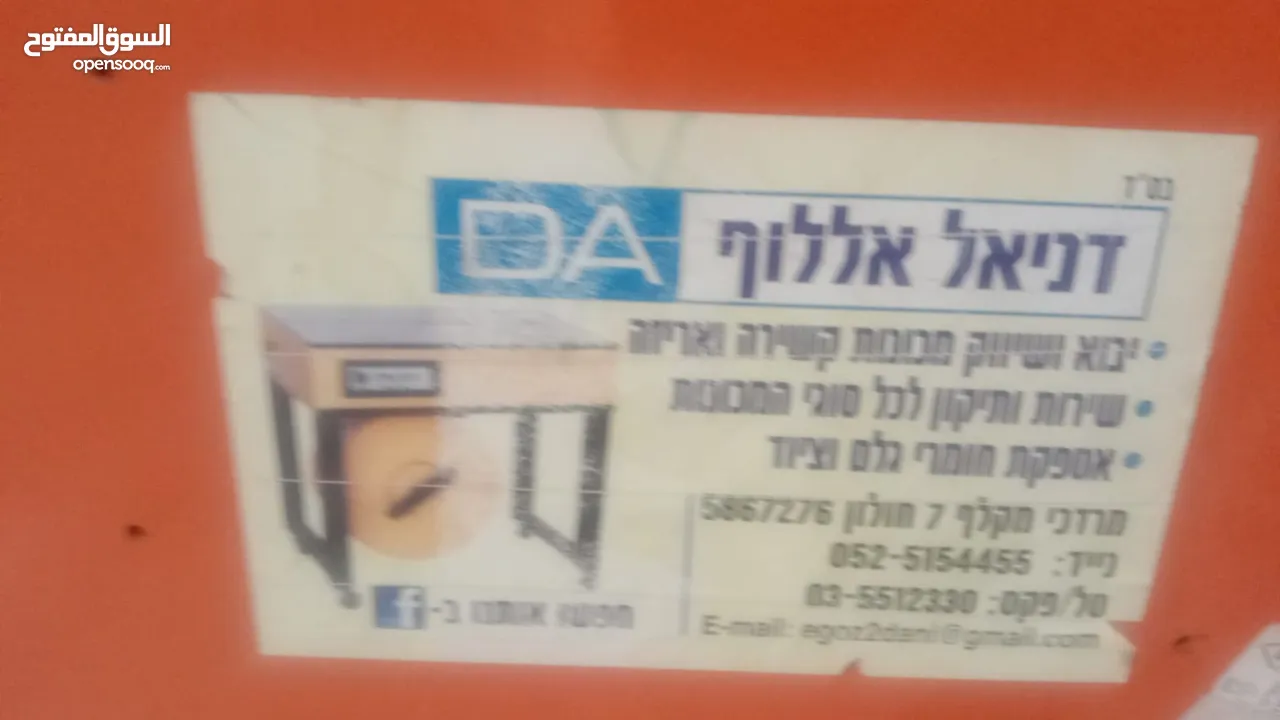 السوق المفتوح
opensooq.com
בס"ד
DA דניאל אללוף
• יבוא ושיווק מכונות קשירה ואריזה
• שירות ותיקון לכל סוגי המכונות
• אספקת חומרי גלם וציוד
מרדכי מקלף 7 חולון 5867276
נייד: 052-5154455
טל/פקס: 03-5512330
E-mail: egoz2dani@gmail.com
חפשו אותנו ב-f